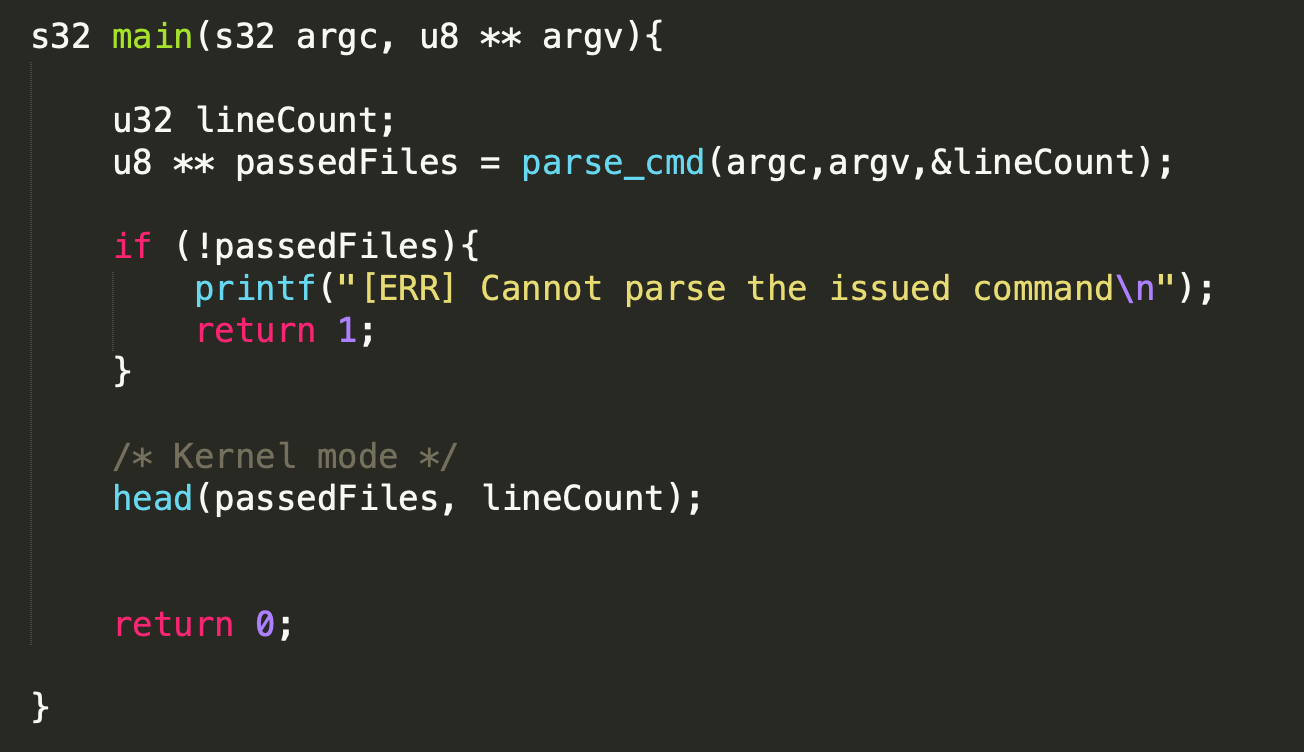 s32 main(s32 argc, u8 ** argv){
u32 lineCount;
u8 ** passedFiles = parse_cmd(argc,argv,&lineCount);
if (!passedFiles){
printf("[ERR] Cannot parse the issued command\n");
return 1;
}
/* Kernel mode */
head(passedFiles, lineCount);
return 0;
}